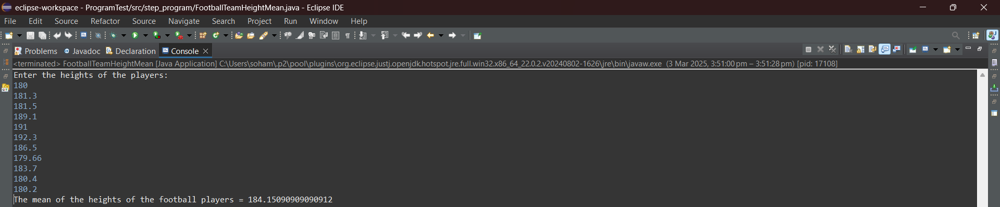 eclipse-workspace - ProgramTest/src/step_program/FootballTeamHeightMean.java - Eclipse IDE
File Edit Source Refactor Source Navigate Search Project Run Window Help
Problems Javadoc Declaration Console
<terminated> FootballTeamHeightMean [Java Application] C:\Users\soham\.p2\pool\plugins\org.eclipse.justj.openjdk.hotspot.jre.full.win32.x86_64_22.0.2.v20240802-1626\jre\bin\javaw.exe (3 Mar 2025, 3:51:00 pm – 3:51:28 pm) [pid: 17108]
Enter the heights of the players:
180
181.3
181.5
189.1
191
192.3
186.5
179.66
183.7
180.4
180.2
The mean of the heights of the football players = 184.15090909090912